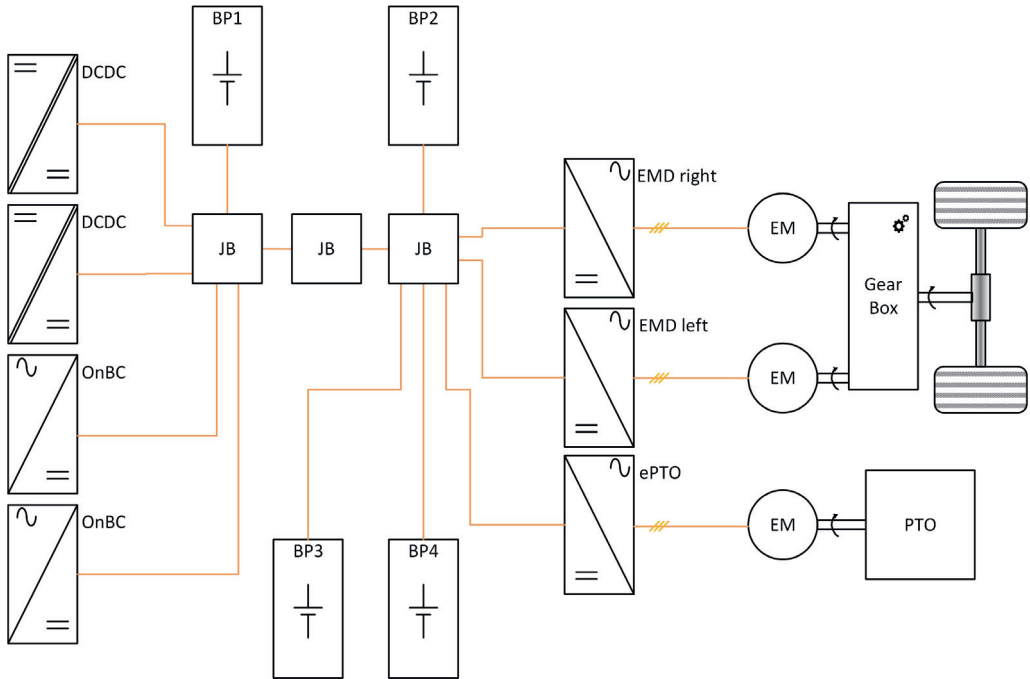 BP1
BP2
DCDC
DCDC
OnBC
OnBC
JB
JB
JB
BP3
BP4
EMD right
EMD left
ePTO
EM
EM
EM
Gear
Box
PTO